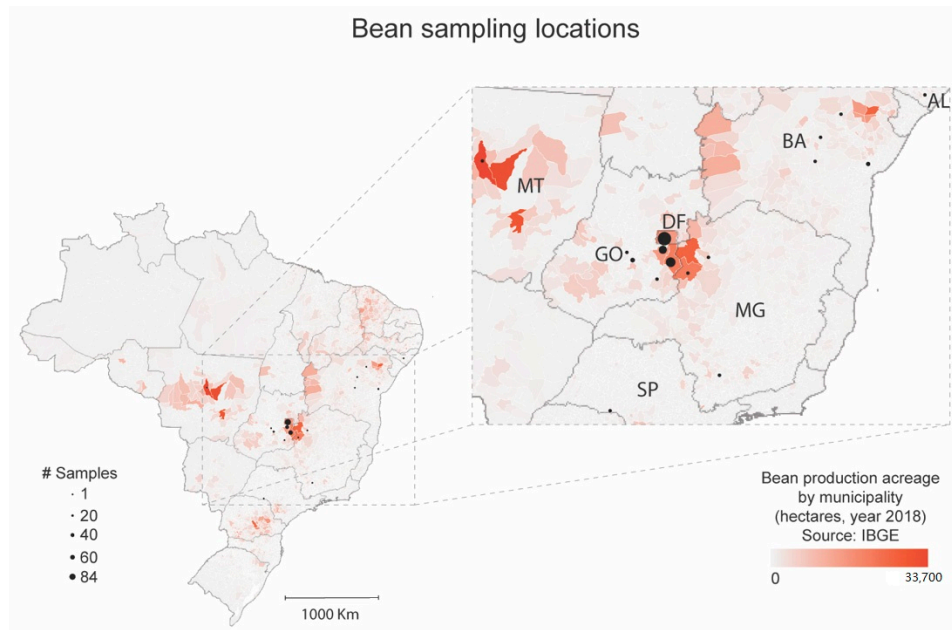 Bean sampling locations
AL
BA
MT
DF
GO
MG
SP
# Samples
1
20
40
60
84
1000 Km
Bean production acreage
by municipality
(hectares, year 2018)
Source: IBGE
0 33,700